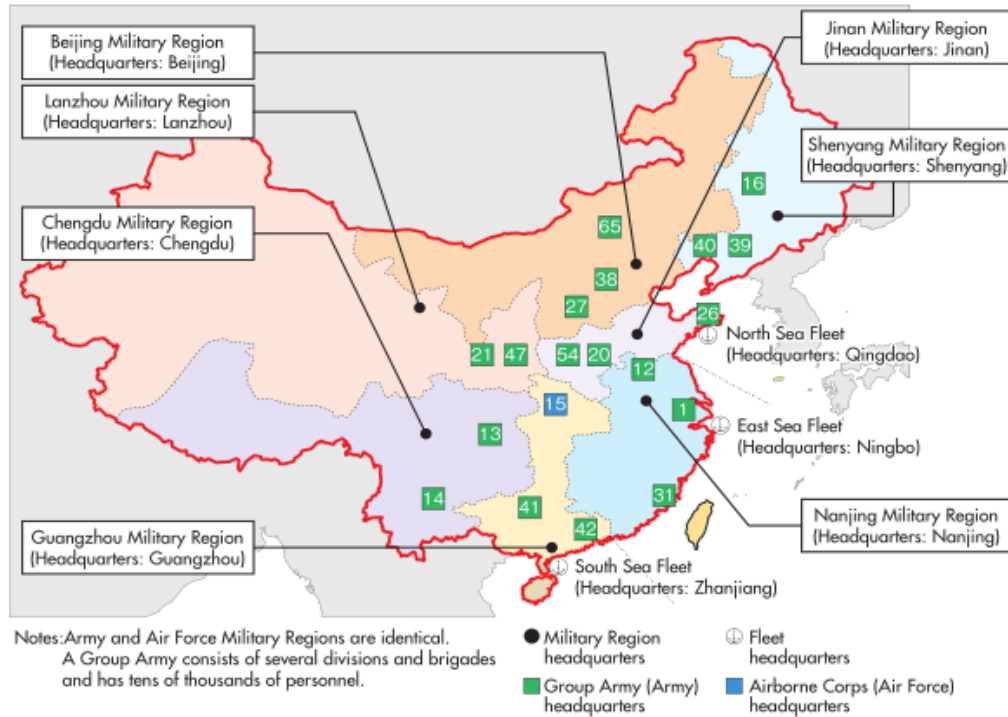 Beijing Military Region
(Headquarters: Beijing)
Lanzhou Military Region
(Headquarters: Lanzhou)
Chengdu Military Region
(Headquarters: Chengdu)
Guangzhou Military Region
(Headquarters: Guangzhou)
Jinan Military Region
(Headquarters: Jinan)
Shenyang Military Region
(Headquarters: Shenyang)
16
65
40
39
38
27
26
North Sea Fleet
(Headquarters: Qingdao)
21
47
54
20
12
15
1
East Sea Fleet
(Headquarters: Ningbo)
13
14
41
31
42
Nanjing Military Region
(Headquarters: Nanjing)
South Sea Fleet
(Headquarters: Zhanjiang)
Notes:Army and Air Force Military Regions are identical.
A Group Army consists of several divisions and brigades
and has tens of thousands of personnel.
Military Region
headquarters
Fleet
headquarters
Group Army (Army)
headquarters
Airborne Corps (Air Force)
headquarters